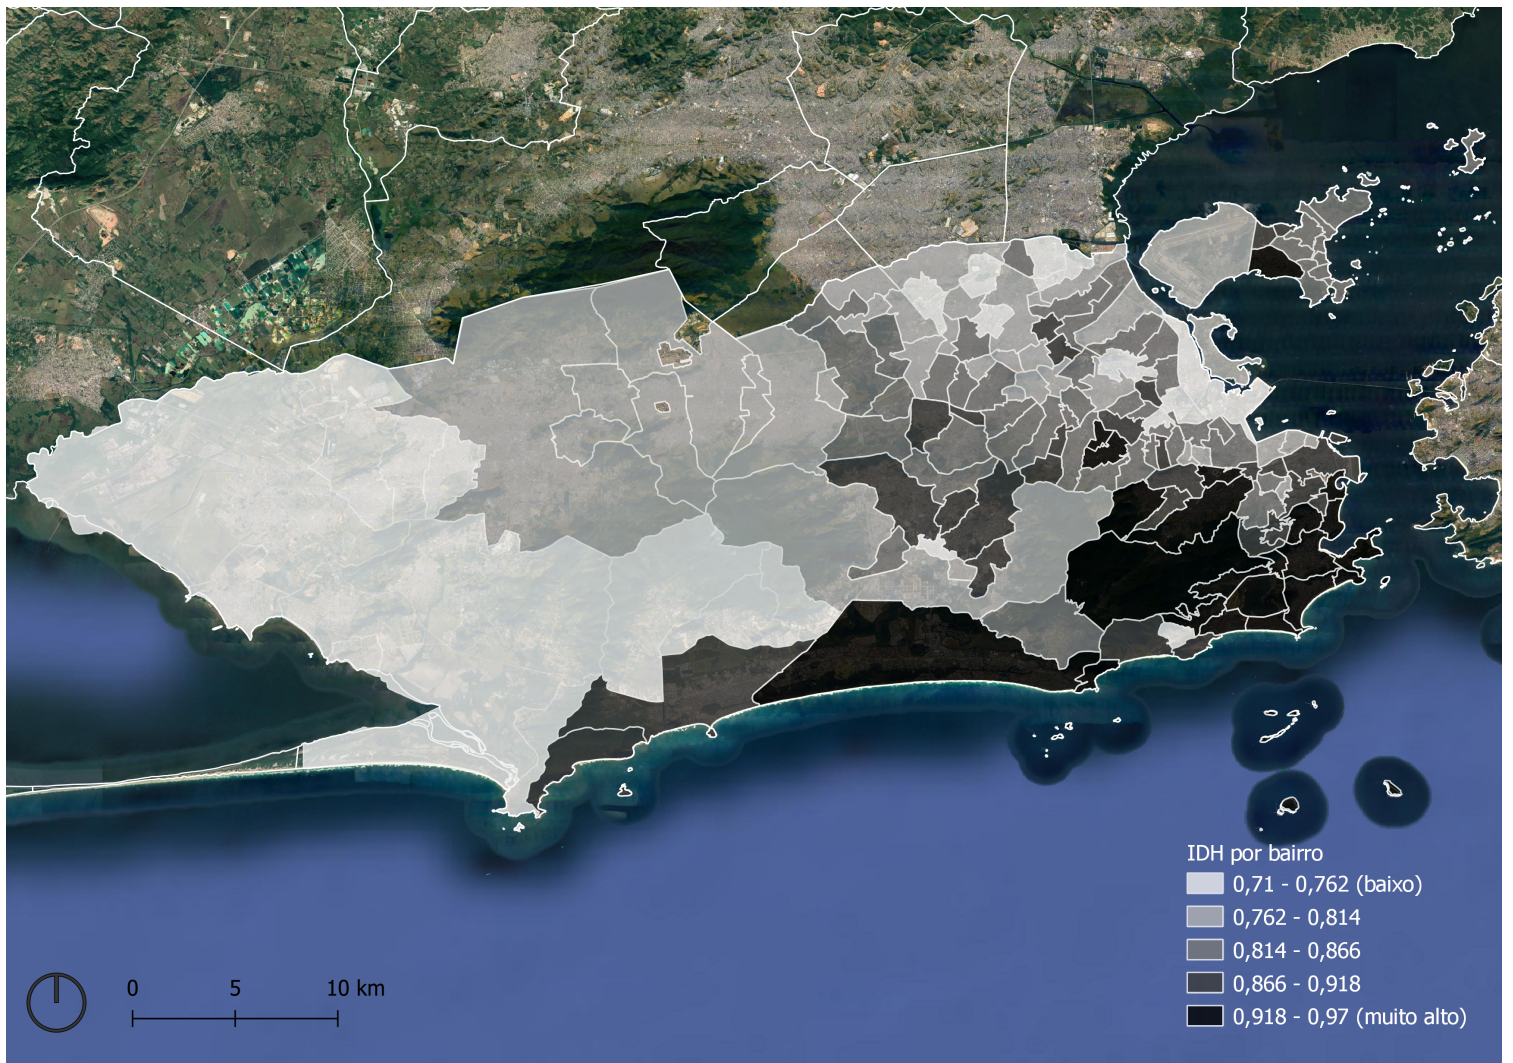 IDH por bairro
0,71 - 0,762 (baixo)
0,762 - 0,814
0,814 - 0,866
0,866 - 0,918
0,918 - 0,97 (muito alto)
0 5 10 km